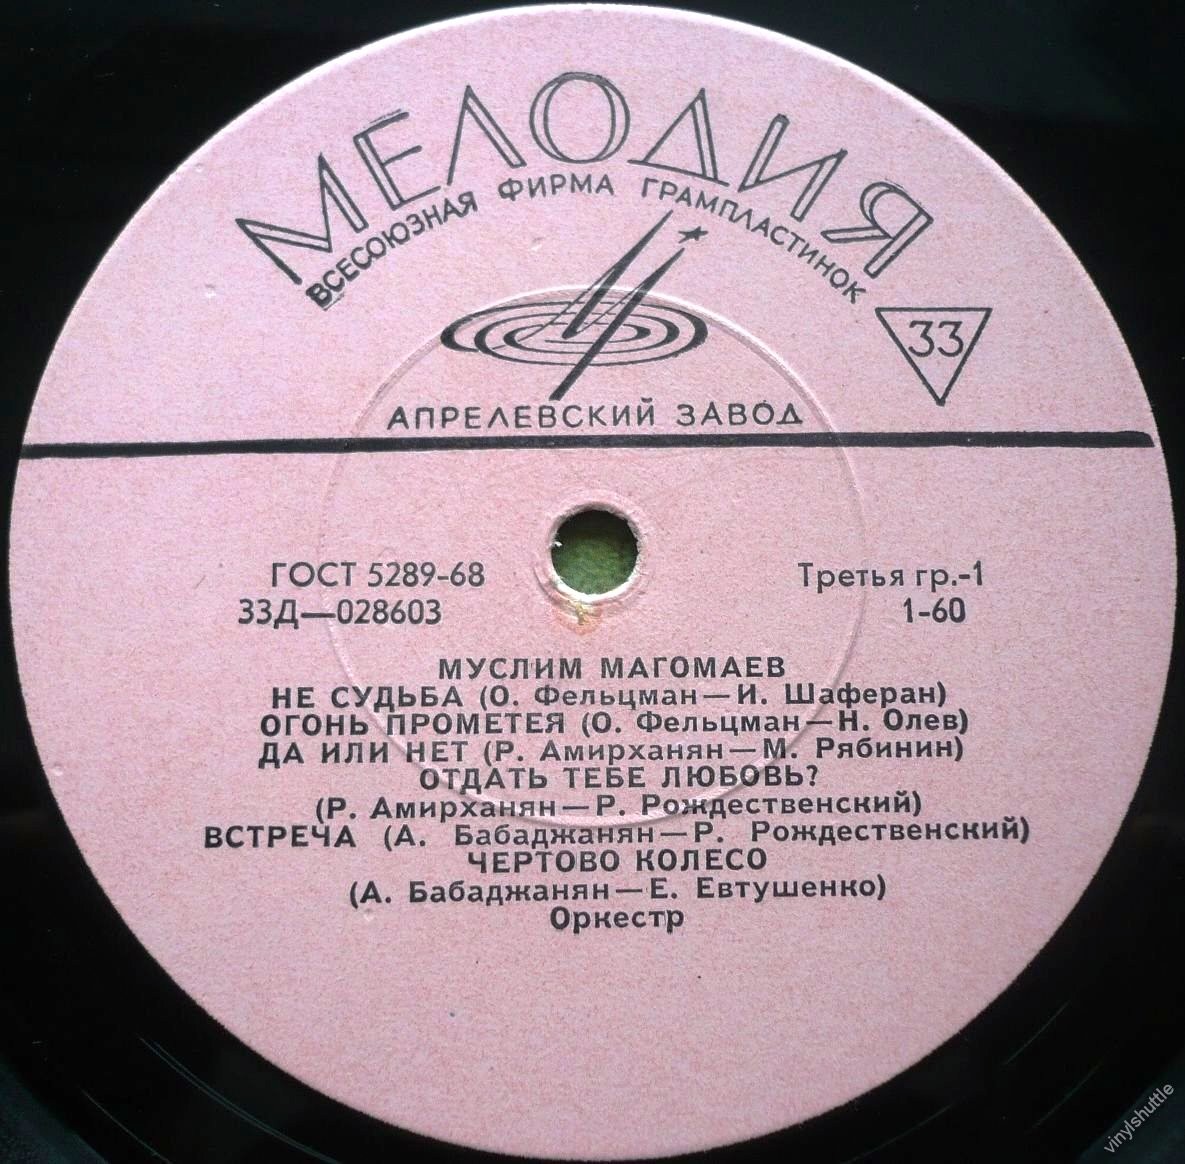 МЕЛОДИЯ
ВСЕСОЮЗНАЯ ФИРМА ГРАМПЛАСТИНОК
33
АПРЕЛЕВСКИЙ ЗАВОД
ГОСТ 5289-68
Третья гр.-1
33Д—028603
1-60
МУСЛИМ МАГОМАЕВ
НЕ СУДЬБА (О. Фельцман—И. Шаферан)
ОГОНЬ ПРОМЕТЕЯ (О. Фельцман—Н. Олев)
ДА ИЛИ НЕТ (Р. Амирханян—М. Рябинин)
ОТДАТЬ ТЕБЕ ЛЮБОВЬ?
(Р. Амирханян—Р. Рождественский)
ВСТРЕЧА (А. Бабаджанян—Р. Рождественский)
ЧЕРТОВО КОЛЕСО
(А. Бабаджанян—Е. Евтушенко)
Оркестр
vinylshuttle